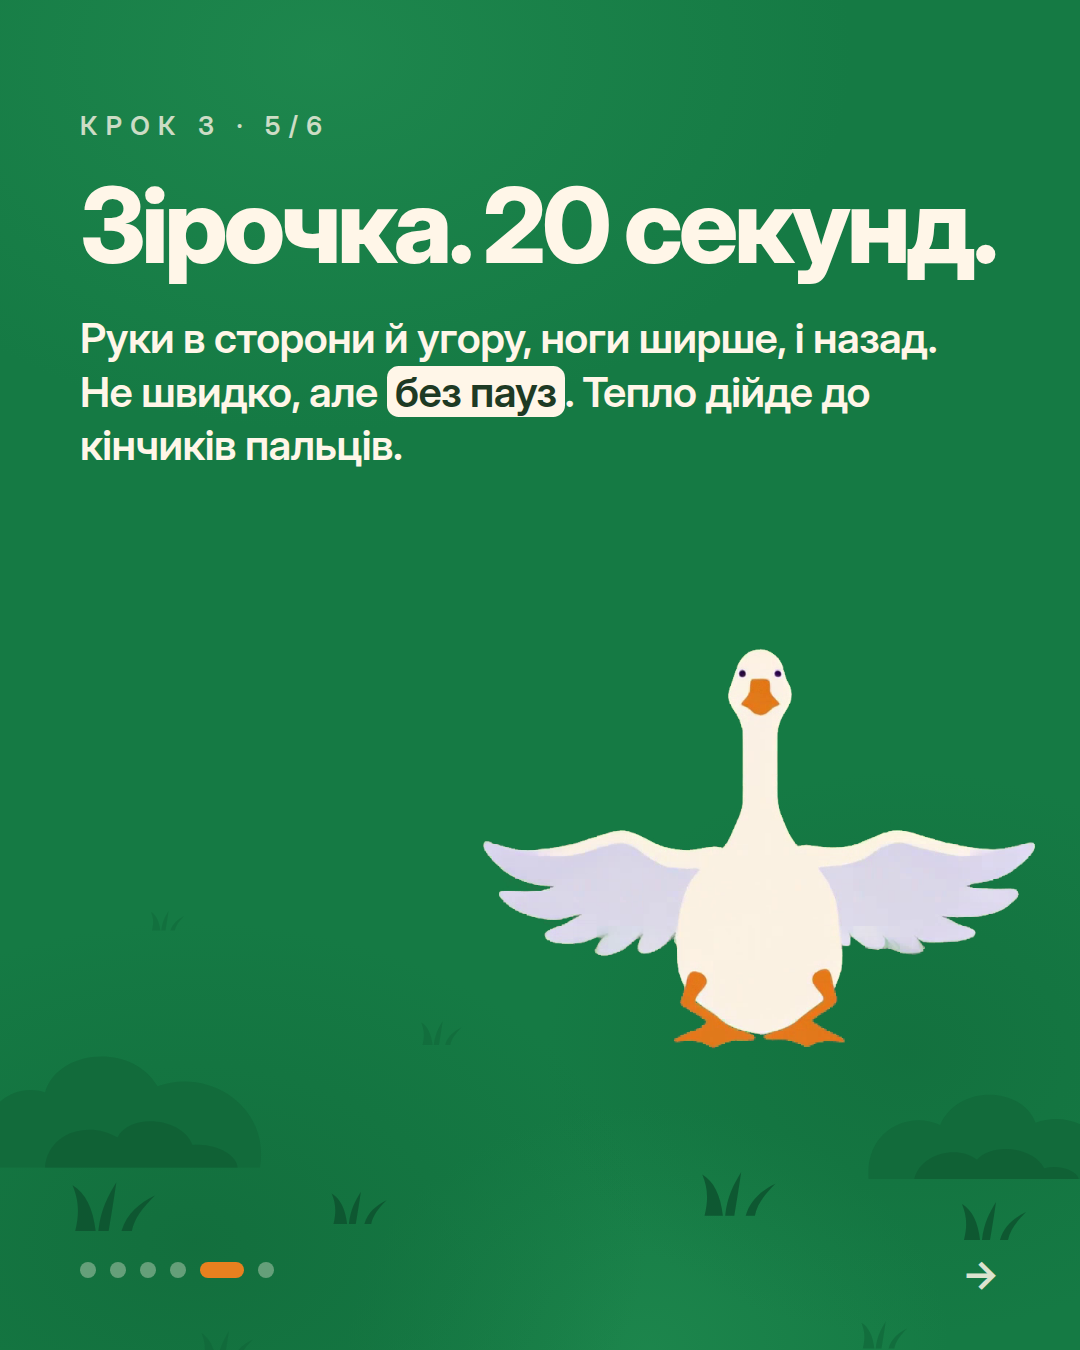 КРОК 3 · 5/6
Зірочка. 20 секунд.
Руки в сторони й угору, ноги ширше, і назад.
Не швидко, але без пауз. Тепло дійде до
кінчиків пальців.